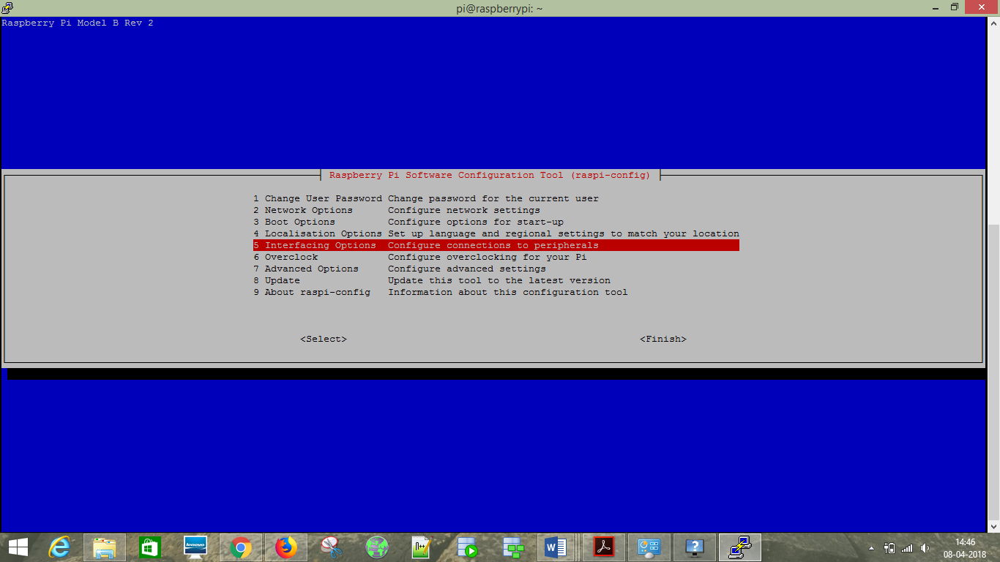 pi@raspberrypi: ~
Raspberry Pi Model B Rev 2
Raspberry Pi Software Configuration Tool (raspi-config)
1 Change User Password Change password for the current user
2 Network Options Configure network settings
3 Boot Options Configure options for start-up
4 Localisation Options Set up language and regional settings to match your location
5 Interfacing Options Configure connections to peripherals
6 Overclock Configure overclocking for your Pi
7 Advanced Options Configure advanced settings
8 Update Update this tool to the latest version
9 About raspi-config Information about this configuration tool
<Select> <Finish>
lenovo
14:46
08-04-2018